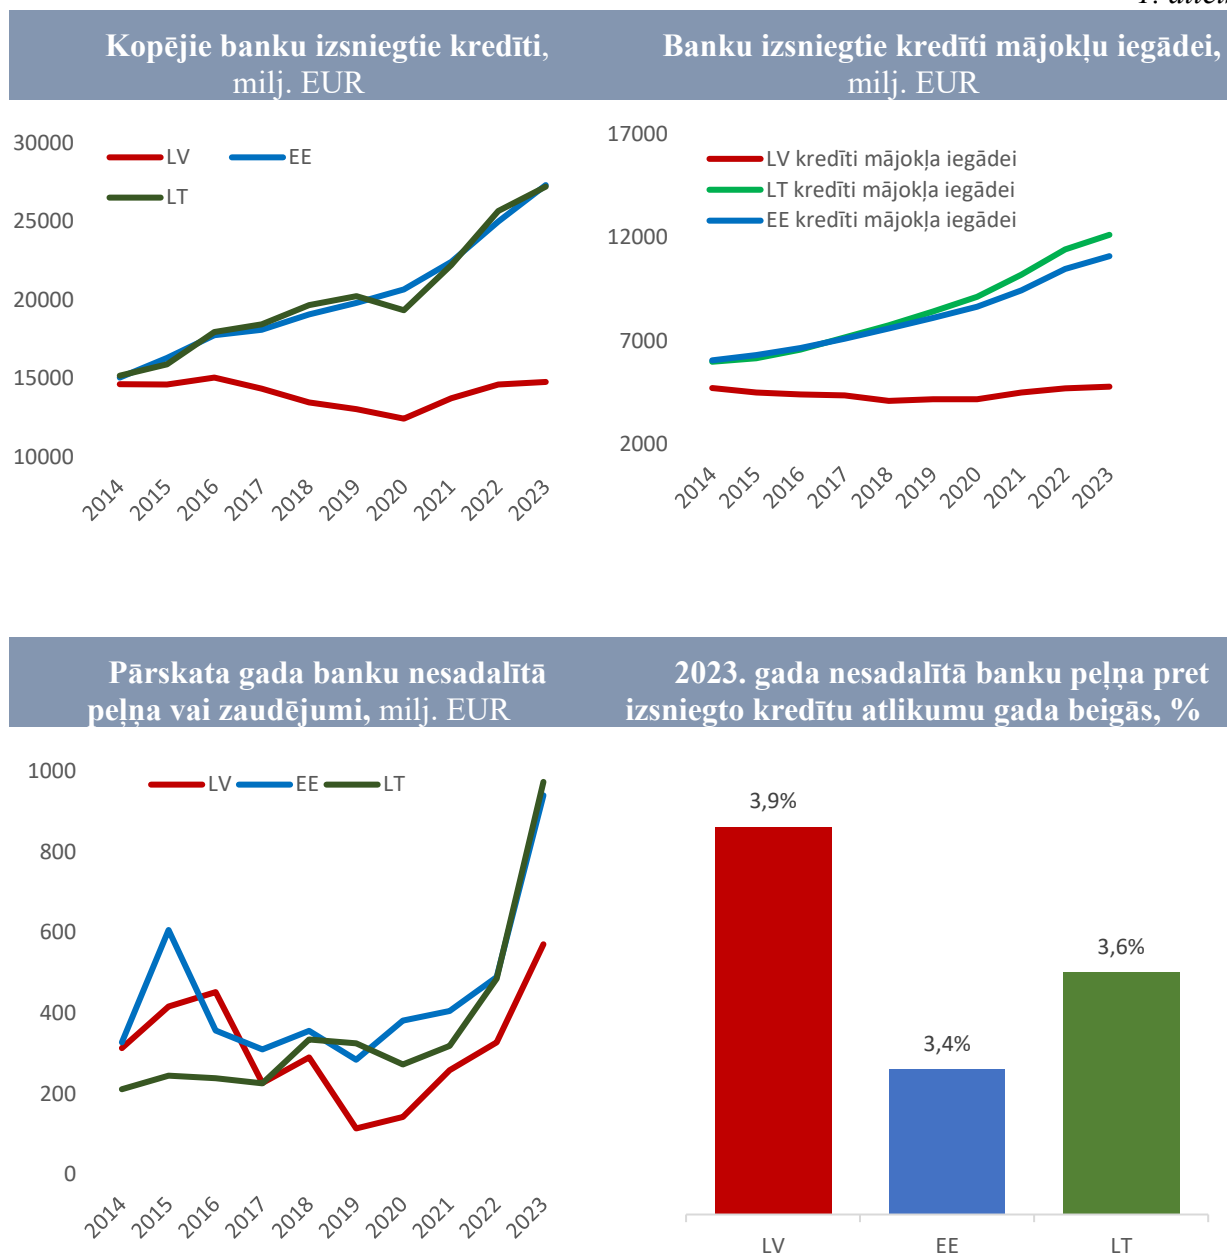 Kopējie banku izsniegtie kredīti,
milj. EUR
Banku izsniegtie kredīti mājokļu iegādei,
milj. EUR
30000
25000
20000
15000
10000
LV
EE
LT
2014
2015
2016
2017
2018
2019
2020
2021
2022
2023
17000
12000
7000
2000
LV kredīti mājokļa iegādei
LT kredīti mājokļa iegādei
EE kredīti mājokļa iegādei
2014
2015
2016
2017
2018
2019
2020
2021
2022
2023
Pārskata gada banku nesadalītā
peļņa vai zaudējumi, milj. EUR
2023. gada nesadalītā banku peļņa pret
izsniegto kredītu atlikumu gada beigās, %
1000
800
600
400
200
0
LV
EE
LT
2014
2015
2016
2017
2018
2019
2020
2021
2022
2023
3,9%
3,4%
3,6%
LV
EE
LT